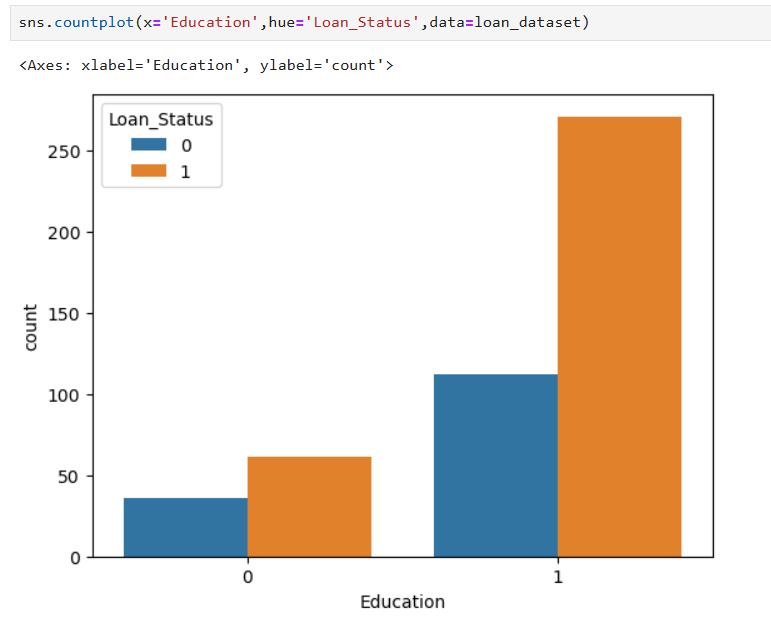 sns.countplot(x='Education',hue='Loan_Status',data=loan_dataset)
<Axes: xlabel='Education', ylabel='count'>
Loan_Status
0
1
250
200
150
100
50
0
count
0 1
Education